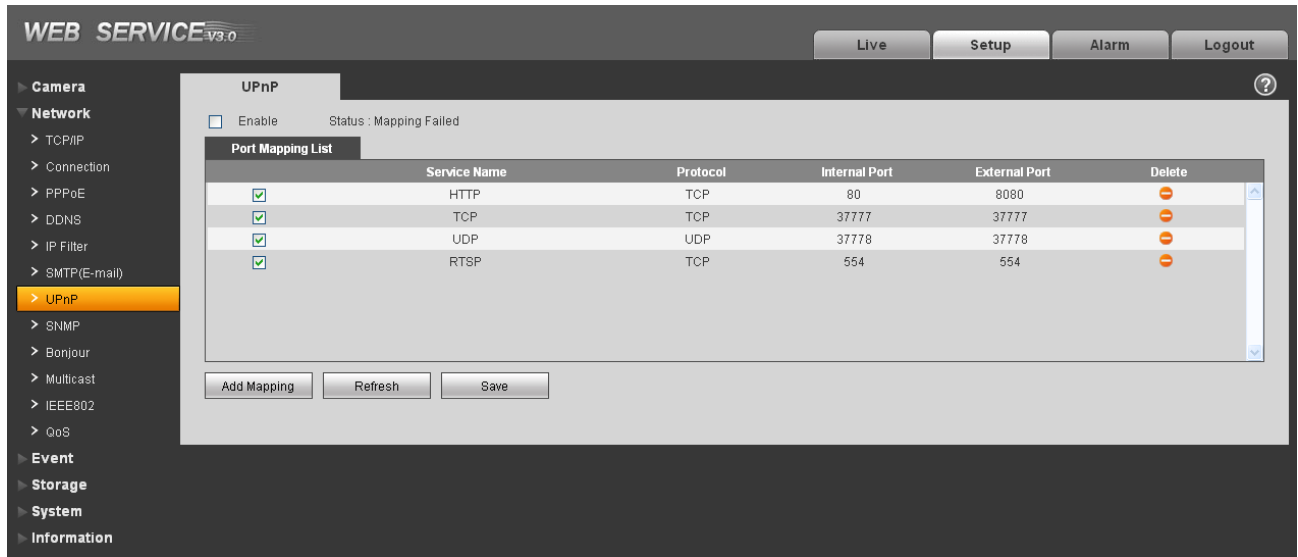 WEB SERVICE V3.0
Live Setup Alarm Logout
Camera
Network
TCP/IP
Connection
PPPoE
DDNS
IP Filter
SMTP(E-mail)
UPnP
SNMP
Bonjour
Multicast
IEEE802
QoS
Event
Storage
System
Information
UPnP ?
Enable Status : Mapping Failed
Port Mapping List
Service Name Protocol Internal Port External Port Delete
HTTP TCP 80 8080
TCP TCP 37777 37777
UDP UDP 37778 37778
RTSP TCP 554 554
Add Mapping Refresh Save